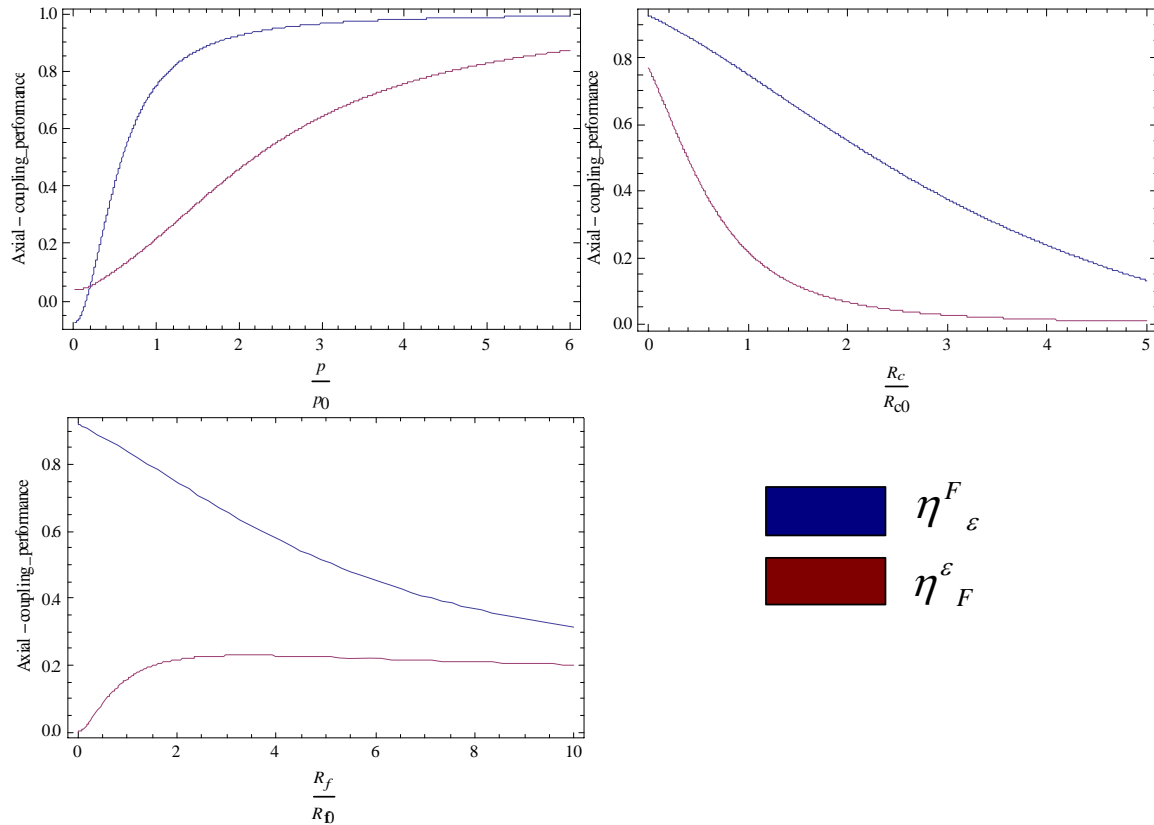 1.0
0.8
0.6
0.4
0.2
0.0
Axial-coupling_performance
0 1 2 3 4 5 6
p
p0
0.8
0.6
0.4
0.2
0.0
Axial-coupling_performance
0 1 2 3 4 5
Rc
Rc0
0.8
0.6
0.4
0.2
0.0
Axial-coupling_performance
0 2 4 6 8 10
Rf
Rf0
η^F_ε
η^ε_F